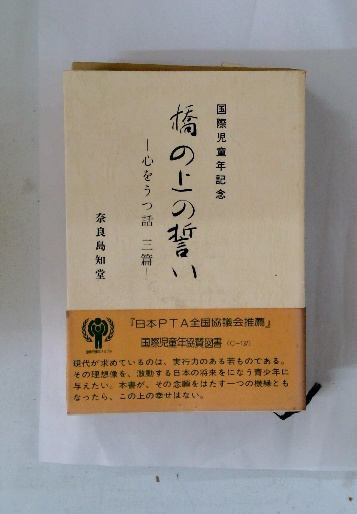 国際児童年記念
橋の上の誓い
―心をうつ話 三篇―
奈良島知堂
『日本PTA全国協議会推薦』
国際児童年協賛図書
現代が求めているのは、実行力のある若ものである。
その理想像を、激動する日本の将来をになう青少年に
与えたい。本書が、その念願をはたす一つの機縁とも
なったら、この上の幸せはない。